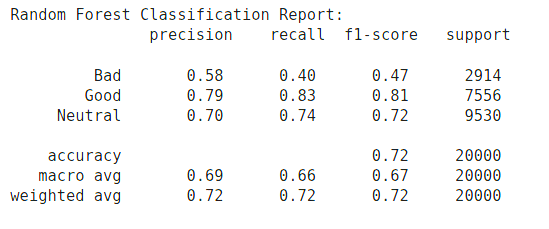 Random Forest Classification Report:
precision recall f1-score support
Bad 0.58 0.40 0.47 2914
Good 0.79 0.83 0.81 7556
Neutral 0.70 0.74 0.72 9530
accuracy 0.72 20000
macro avg 0.69 0.66 0.67 20000
weighted avg 0.72 0.72 0.72 20000